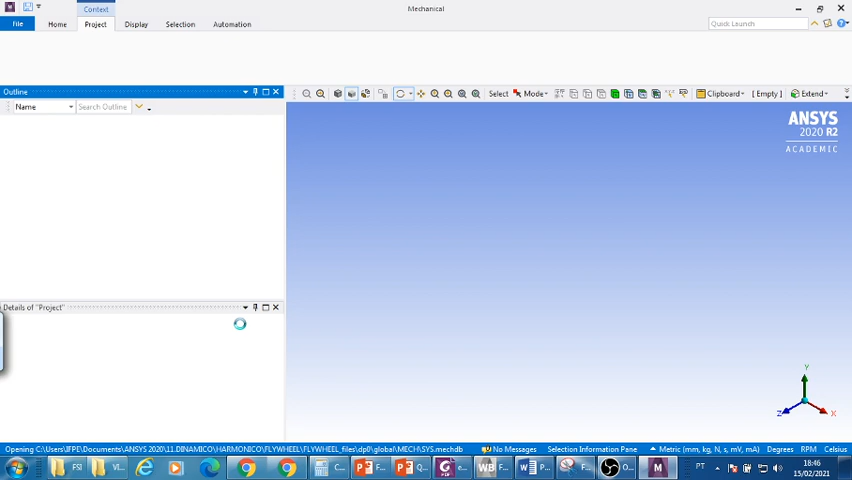 Context
Mechanical
File
Home
Project
Display
Selection
Automation
Quick Launch
Outline
Name
Search Outline
Select
Mode
Clipboard
[ Empty ]
Extend
ANSYS
2020 R2
ACADEMIC
Details of "Project"
Y
Z
X
Opening C:\Users\IFPE\Documents\ANSYS 2020\11.DINAMICO\HARMONICO\FLYWHEEL\FLYWHEEL_files\dp0\global\MECH\SYS.mechdb
No Messages
Selection Information Pane
Metric (mm, kg, N, s, mV, mA)
Degrees
RPM
Celsius
FSI
VI...
C...
F...
Q...
e...
WB F...
P...
F...
O...
M
PT
18:46
15/02/2021